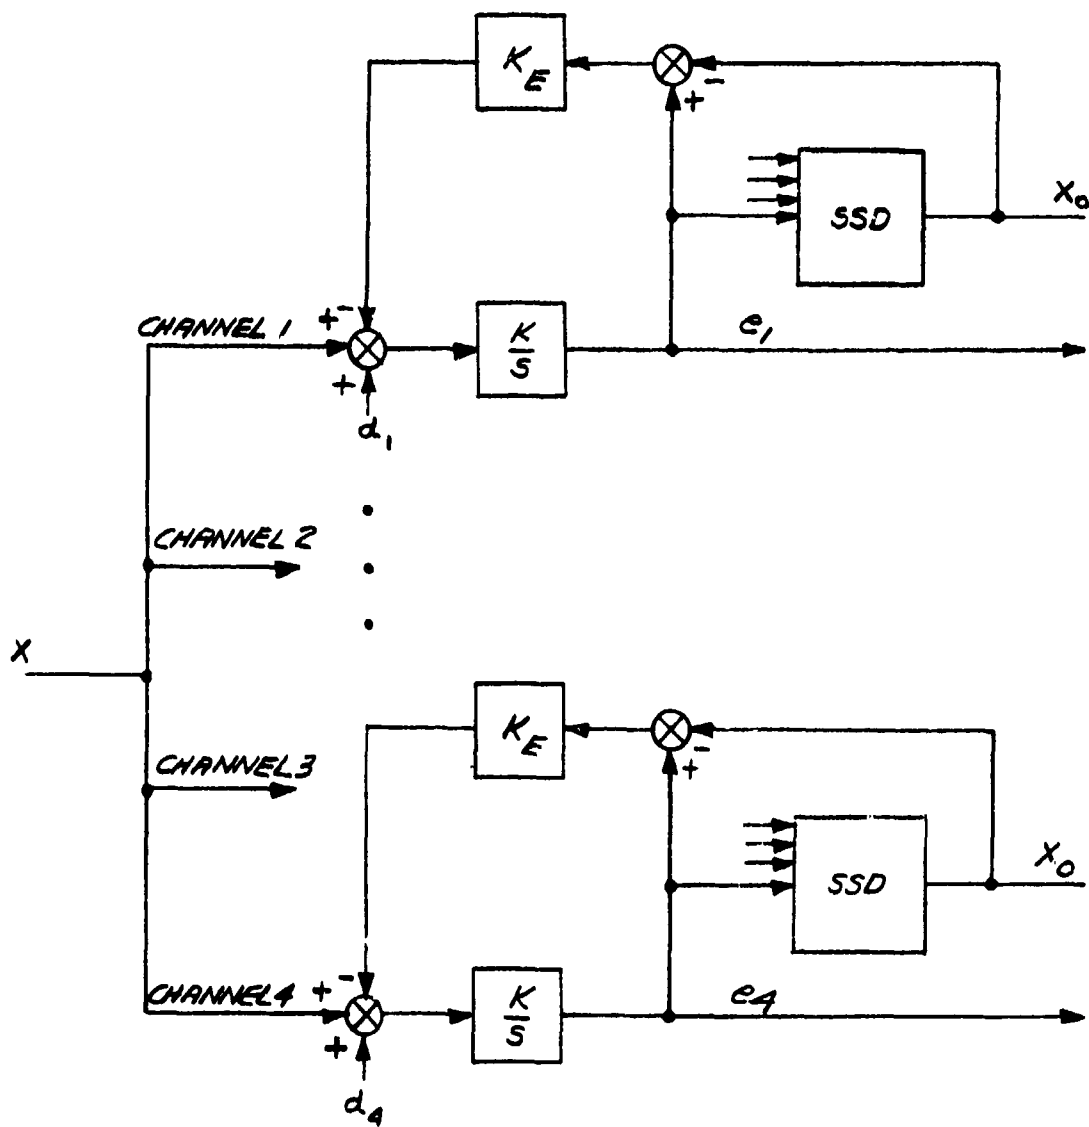 K_E
+ -
SSD
X_o
CHANNEL 1
+ -
K/S
e_1
+
d_1
CHANNEL 2
X
K_E
+ -
CHANNEL 3
SSD
X_o
CHANNEL 4
+ -
K/S
e_4
+
d_4